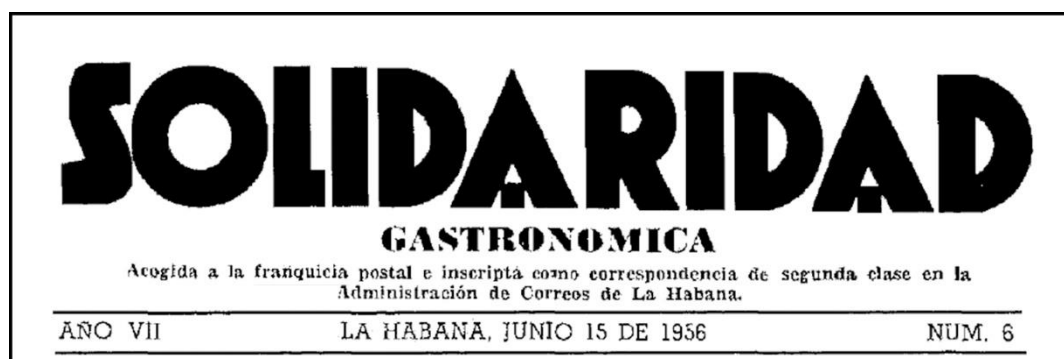 SOLIDARIDAD
GASTRONOMICA
Acogida a la franquicia postal e inscripta como correspondencia de segunda clase en la
Administración de Correos de La Habana.
AÑO VII LA HABANA, JUNIO 15 DE 1956 NUM. 6